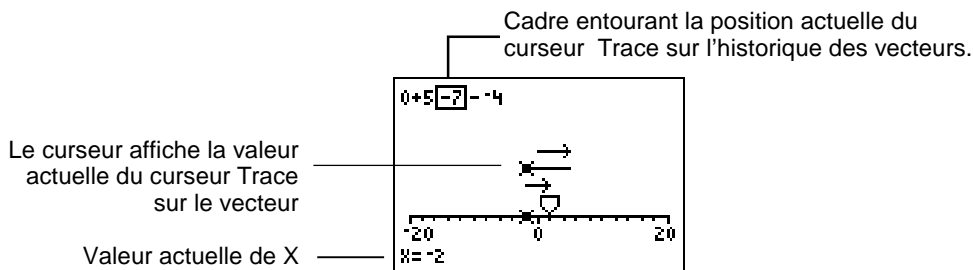 Cadre entourant la position actuelle du
curseur Trace sur l'historique des vecteurs.
0+5-7--4
Le curseur affiche la valeur
actuelle du curseur Trace
sur le vecteur
-20 0 20
X=-2
Valeur actuelle de X